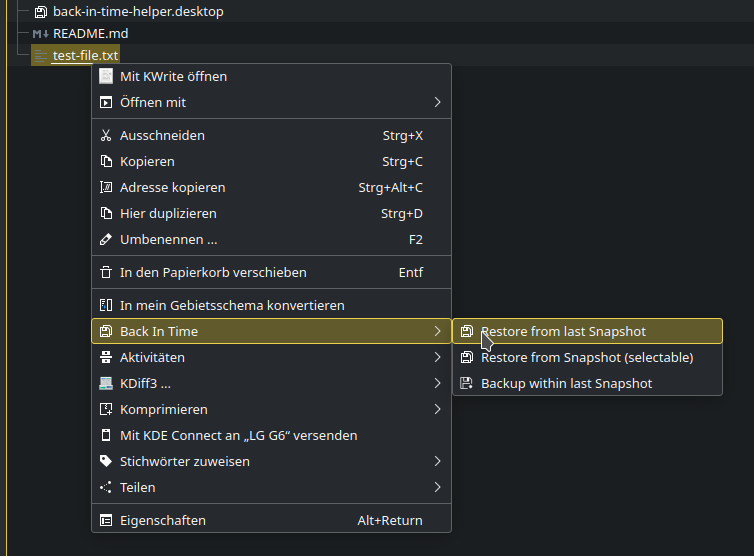 back-in-time-helper.desktop
README.md
test-file.txt
Mit KWrite öffnen
Öffnen mit
Ausschneiden Strg+X
Kopieren Strg+C
Adresse kopieren Strg+Alt+C
Hier duplizieren Strg+D
Umbenennen ... F2
In den Papierkorb verschieben Entf
In mein Gebietsschema konvertieren
Back In Time
Restore from last Snapshot
Aktivitäten
Restore from Snapshot (selectable)
KDiff3 ...
Backup within last Snapshot
Komprimieren
Mit KDE Connect an „LG G6“ versenden
Stichwörter zuweisen
Teilen
Eigenschaften Alt+Return